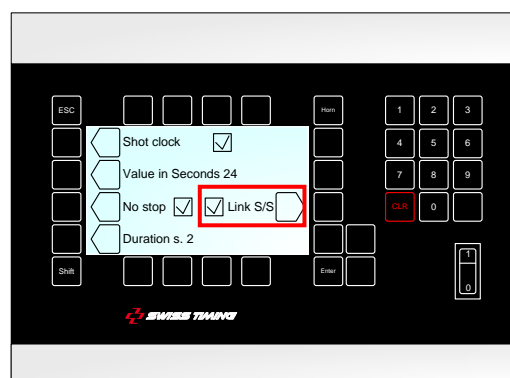 ESC
Horn
1 2 3
Shot clock
4 5 6
Value in Seconds 24
7 8 9
No stop Link S/S
CLR 0
Duration s. 2
Shift
Enter
1
0
SWISS TIMING